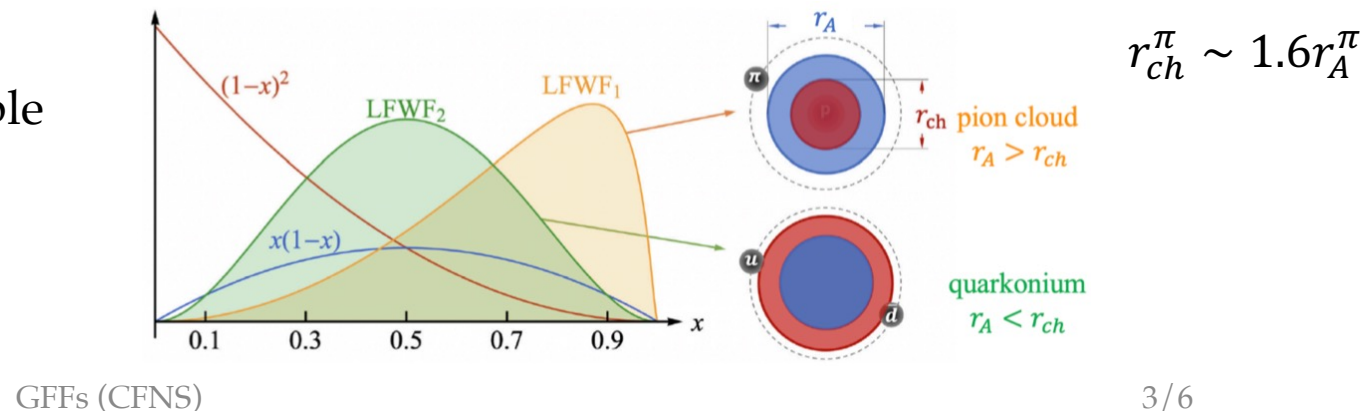 ple
(1−x)²
LFWF₂
LFWF₁
x(1−x)
x
0.1
0.3
0.5
0.7
0.9
r_A
π
p
r_ch
pion cloud
r_A > r_ch
u
d̄
quarkonium
r_A < r_ch
r_ch^π ~ 1.6r_A^π
GFFs (CFNS)
3/6